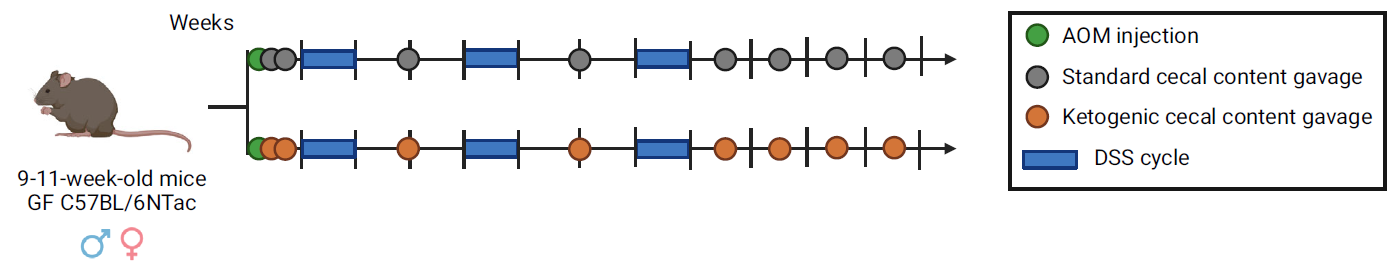 Weeks
9-11-week-old mice
GF C57BL/6NTac
AOM injection
Standard cecal content gavage
Ketogenic cecal content gavage
DSS cycle